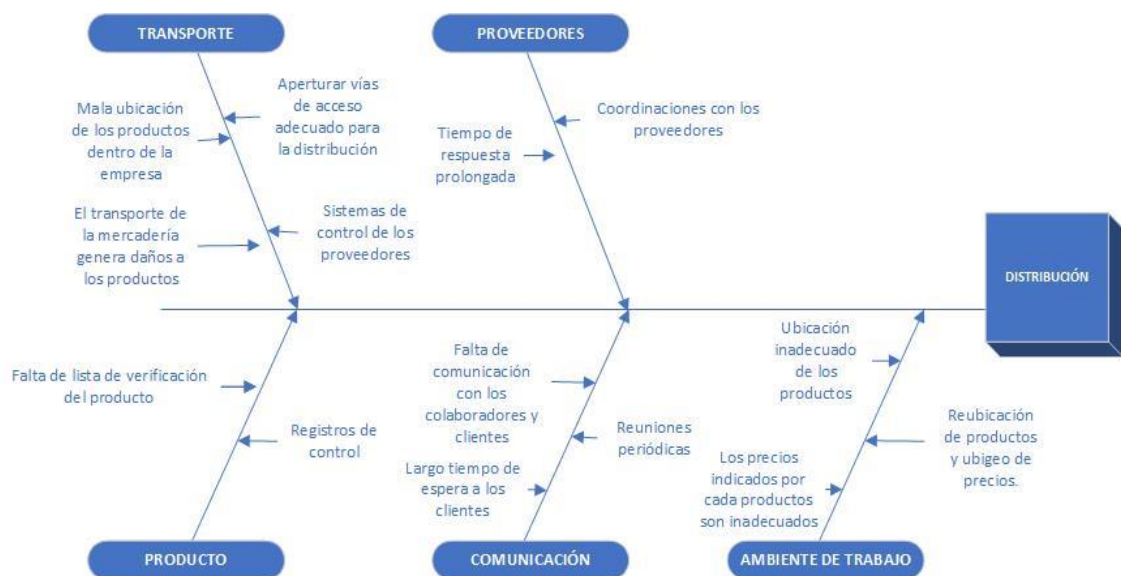 TRANSPORTE
PROVEEDORES
Aperturar vías
de acceso
adecuado para
la distribución
Mala ubicación
de los productos
dentro de la
empresa
Coordinaciones con los
proveedores
Tiempo de
respuesta
prolongada
El transporte de
la mercadería
genera daños a
los productos
Sistemas de
control de los
proveedores
DISTRIBUCIÓN
Falta de lista de verificación
del producto
Registros de
control
Falta de
comunicación
con los
colaboradores y
clientes
Reuniones
periódicas
Largo tiempo de
espera a los
clientes
Ubicación
inadecuado
de los
productos
Reubicación
de productos
y ubigeo de
precios.
Los precios
indicados por
cada productos
son inadecuados
PRODUCTO
COMUNICACIÓN
AMBIENTE DE TRABAJO